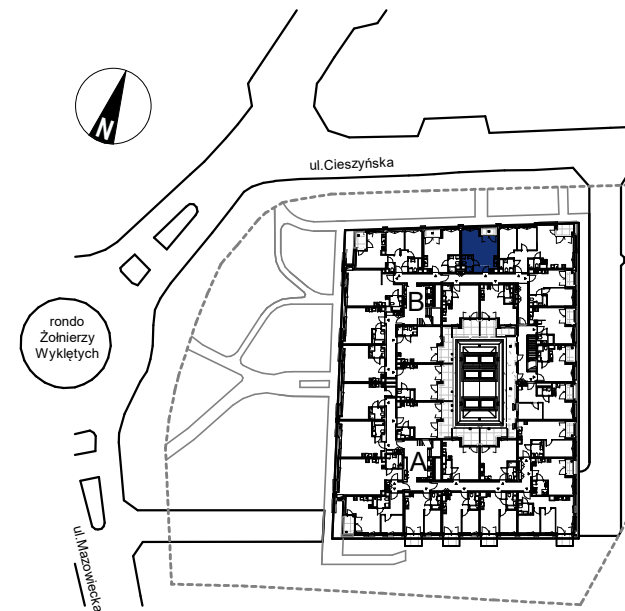 N
ul.Cieszyńska
B
rondo
Żołnierzy
Wyklętych
A
ul.Mazowiecka